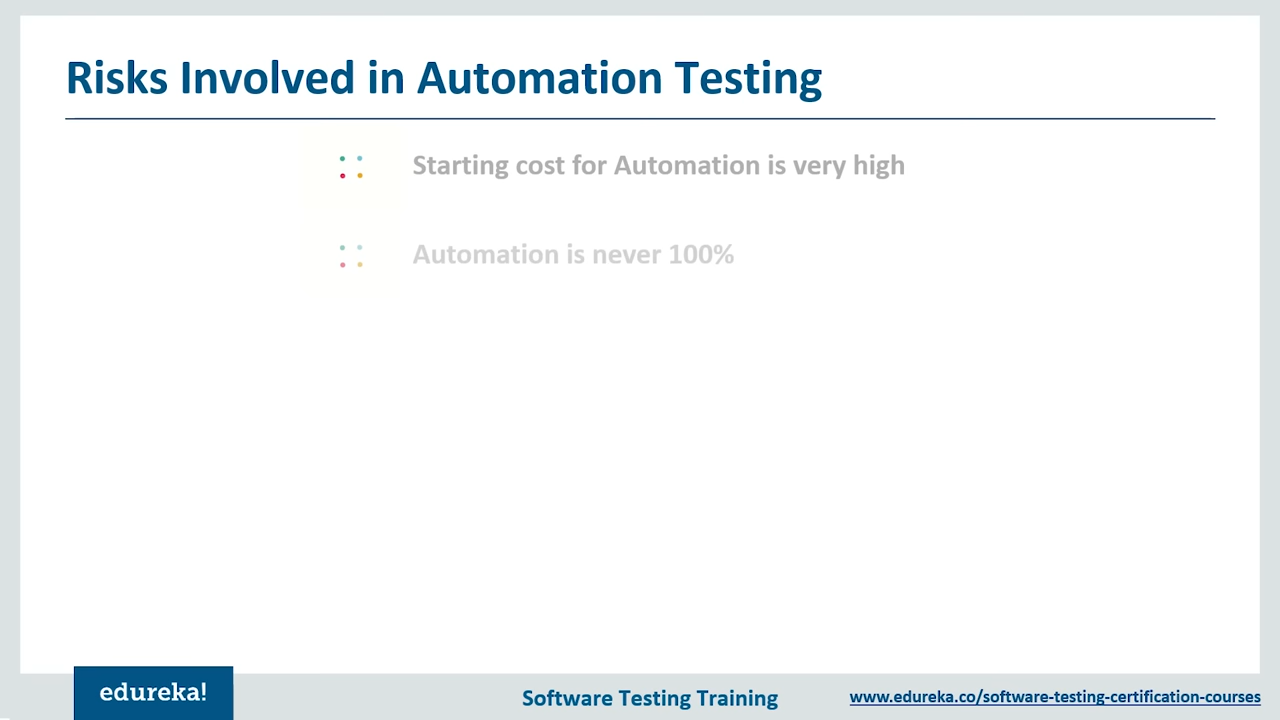 Risks Involved in Automation Testing
Starting cost for Automation is very high
Automation is never 100%
edureka!
Software Testing Training
www.edureka.co/software-testing-certification-courses